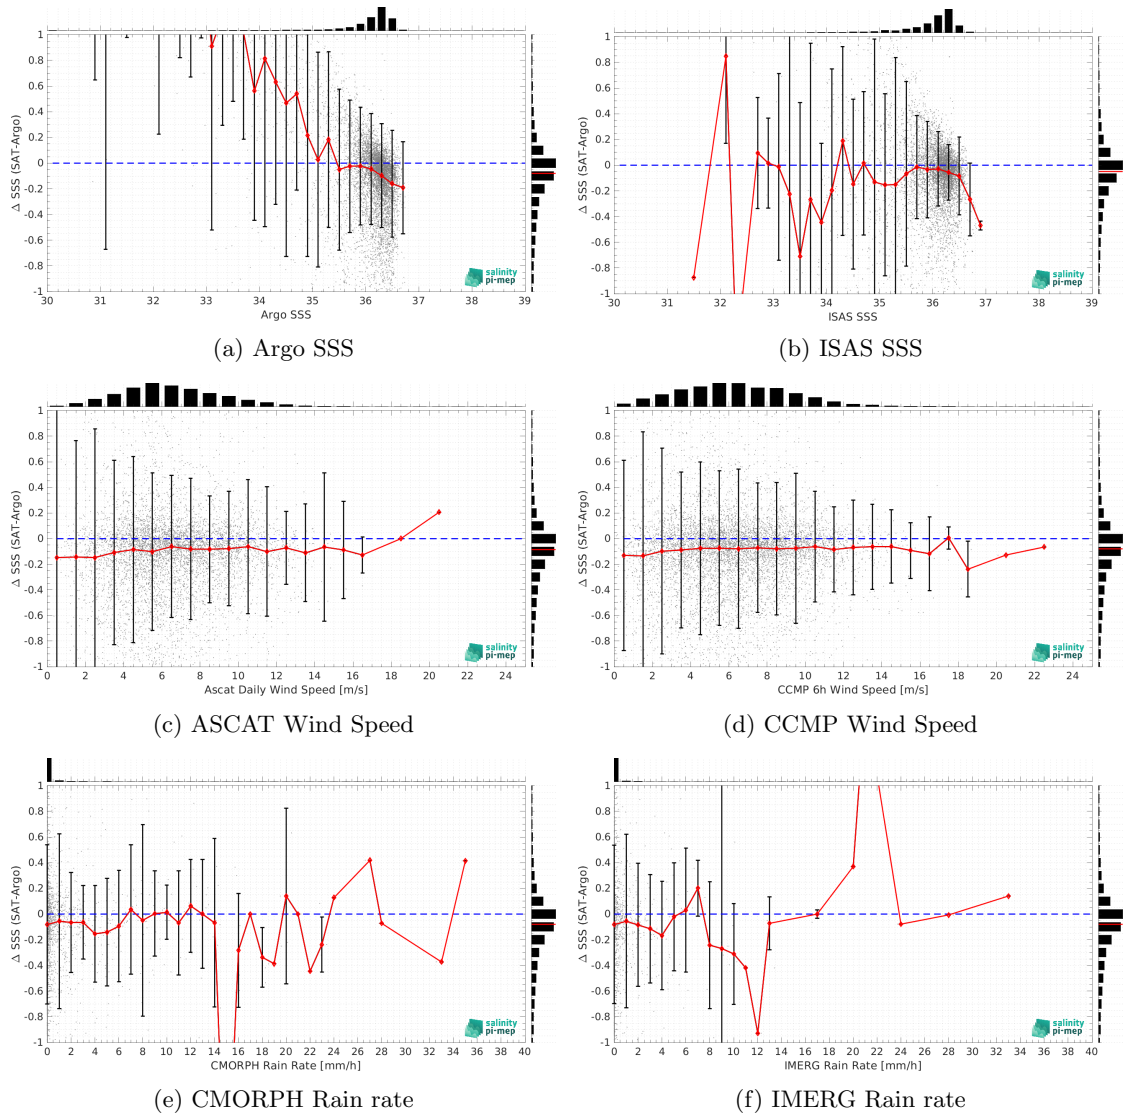 1
0.8
0.6
0.4
0.2
0
-0.2
-0.4
-0.6
-0.8
-1
Δ SSS (SAT-Argo)
30 31 32 33 34 35 36 37 38 39
Argo SSS
salinity
pi-mep
(a) Argo SSS
1
0.8
0.6
0.4
0.2
0
-0.2
-0.4
-0.6
-0.8
-1
Δ SSS (SAT-Argo)
30 31 32 33 34 35 36 37 38 39
ISAS SSS
salinity
pi-mep
(b) ISAS SSS
1
0.8
0.6
0.4
0.2
0
-0.2
-0.4
-0.6
-0.8
-1
Δ SSS (SAT-Argo)
0 2 4 6 8 10 12 14 16 18 20 22 24
Ascat Daily Wind Speed [m/s]
salinity
pi-mep
(c) ASCAT Wind Speed
1
0.8
0.6
0.4
0.2
0
-0.2
-0.4
-0.6
-0.8
-1
Δ SSS (SAT-Argo)
0 2 4 6 8 10 12 14 16 18 20 22 24
CCMP 6h Wind Speed [m/s]
salinity
pi-mep
(d) CCMP Wind Speed
1
0.8
0.6
0.4
0.2
0
-0.2
-0.4
-0.6
-0.8
-1
Δ SSS (SAT-Argo)
0 2 4 6 8 10 12 14 16 18 20 22 24 26 28 30 32 34 36 38 40
CMORPH Rain Rate [mm/h]
salinity
pi-mep
(e) CMORPH Rain rate
1
0.8
0.6
0.4
0.2
0
-0.2
-0.4
-0.6
-0.8
-1
Δ SSS (SAT-Argo)
0 2 4 6 8 10 12 14 16 18 20 22 24 26 28 30 32 34 36 38 40
IMERG Rain Rate [mm/h]
salinity
pi-mep
(f) IMERG Rain rate